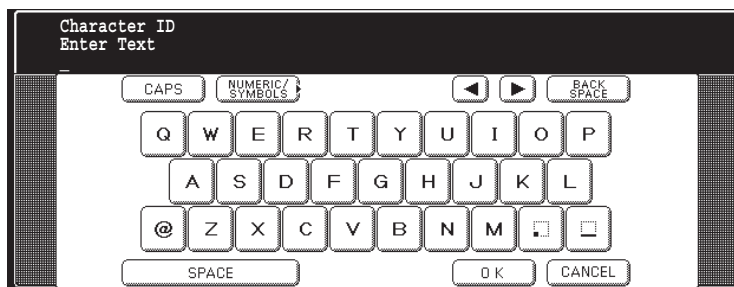 Character ID
Enter Text
_
CAPS NUMERIC/ SYMBOLS ◀ ▶ BACK SPACE
Q W E R T Y U I O P
A S D F G H J K L
@ Z X C V B N M . _
SPACE OK CANCEL